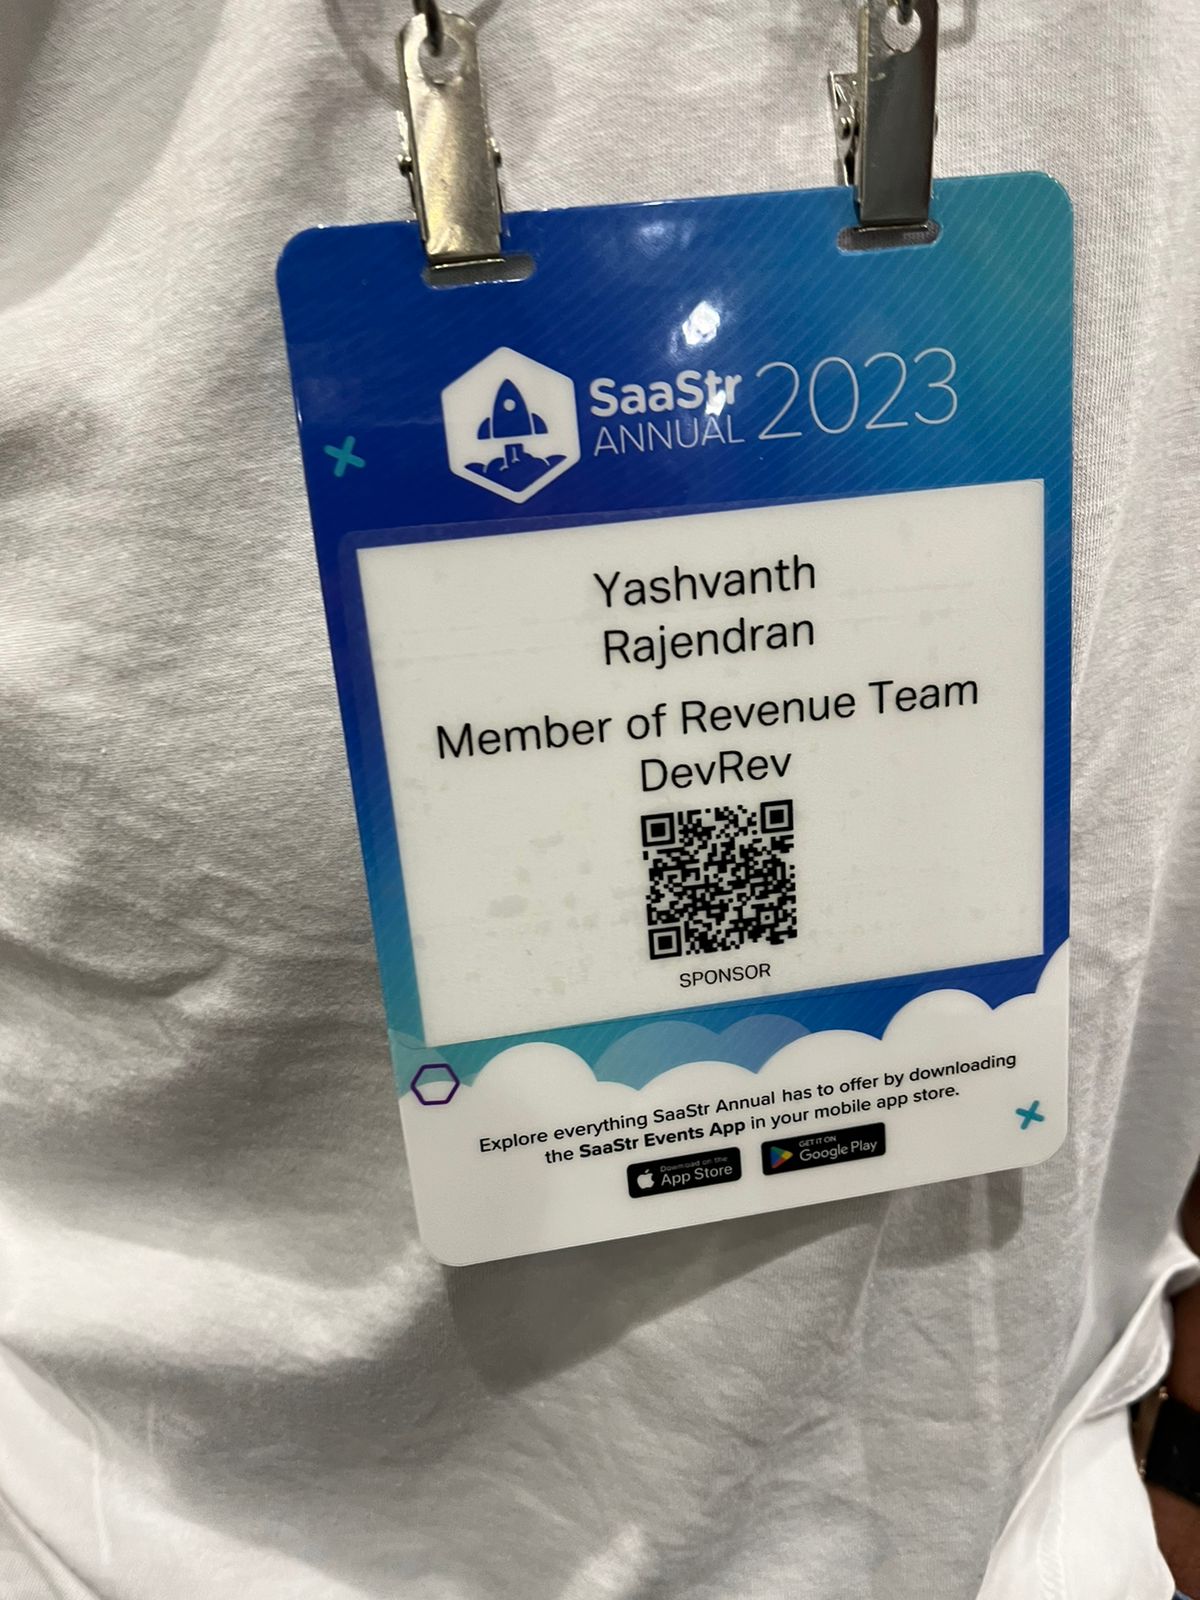 SaaStr
ANNUAL 2023
Yashvanth
Rajendran
Member of Revenue Team
DevRev
SPONSOR
Explore everything SaaStr Annual has to offer by downloading
the SaaStr Events App in your mobile app store.
Download on the
App Store
GET IT ON
Google Play